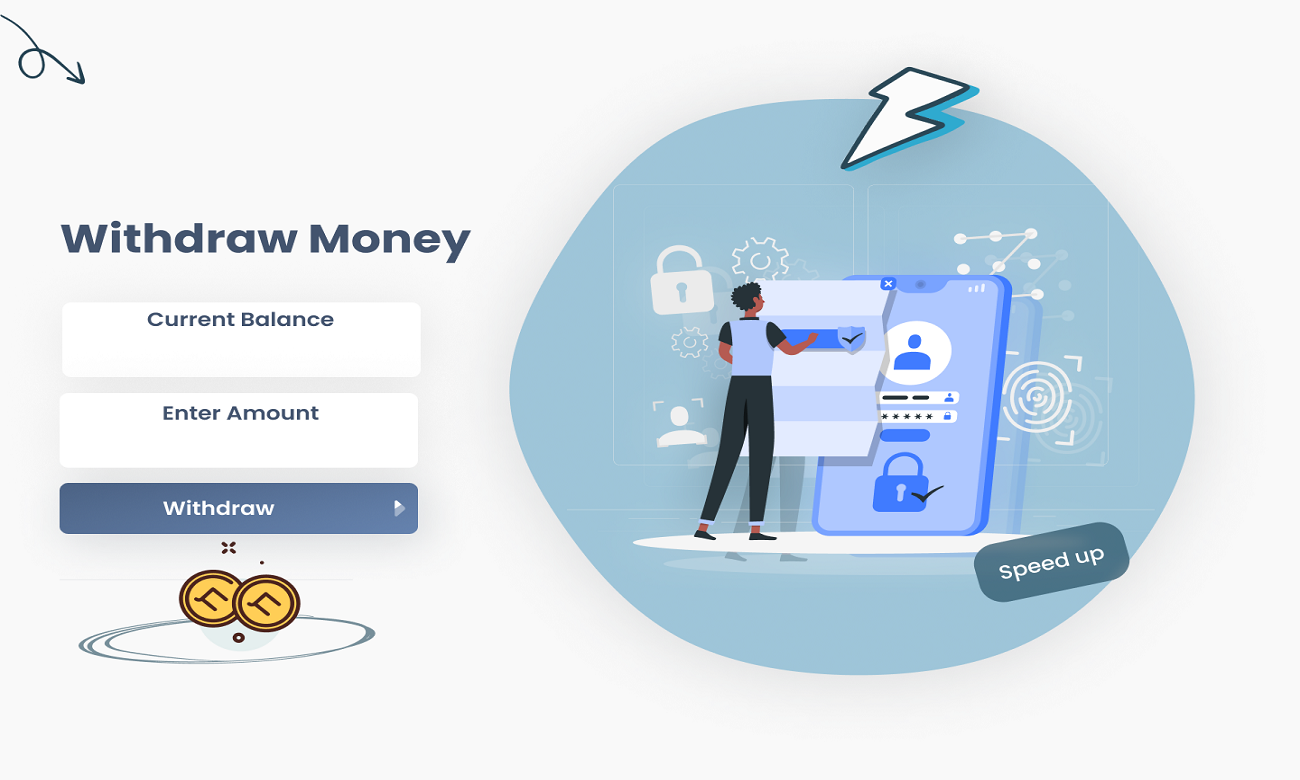 Withdraw Money
Current Balance
Enter Amount
Withdraw
*****
Speed up